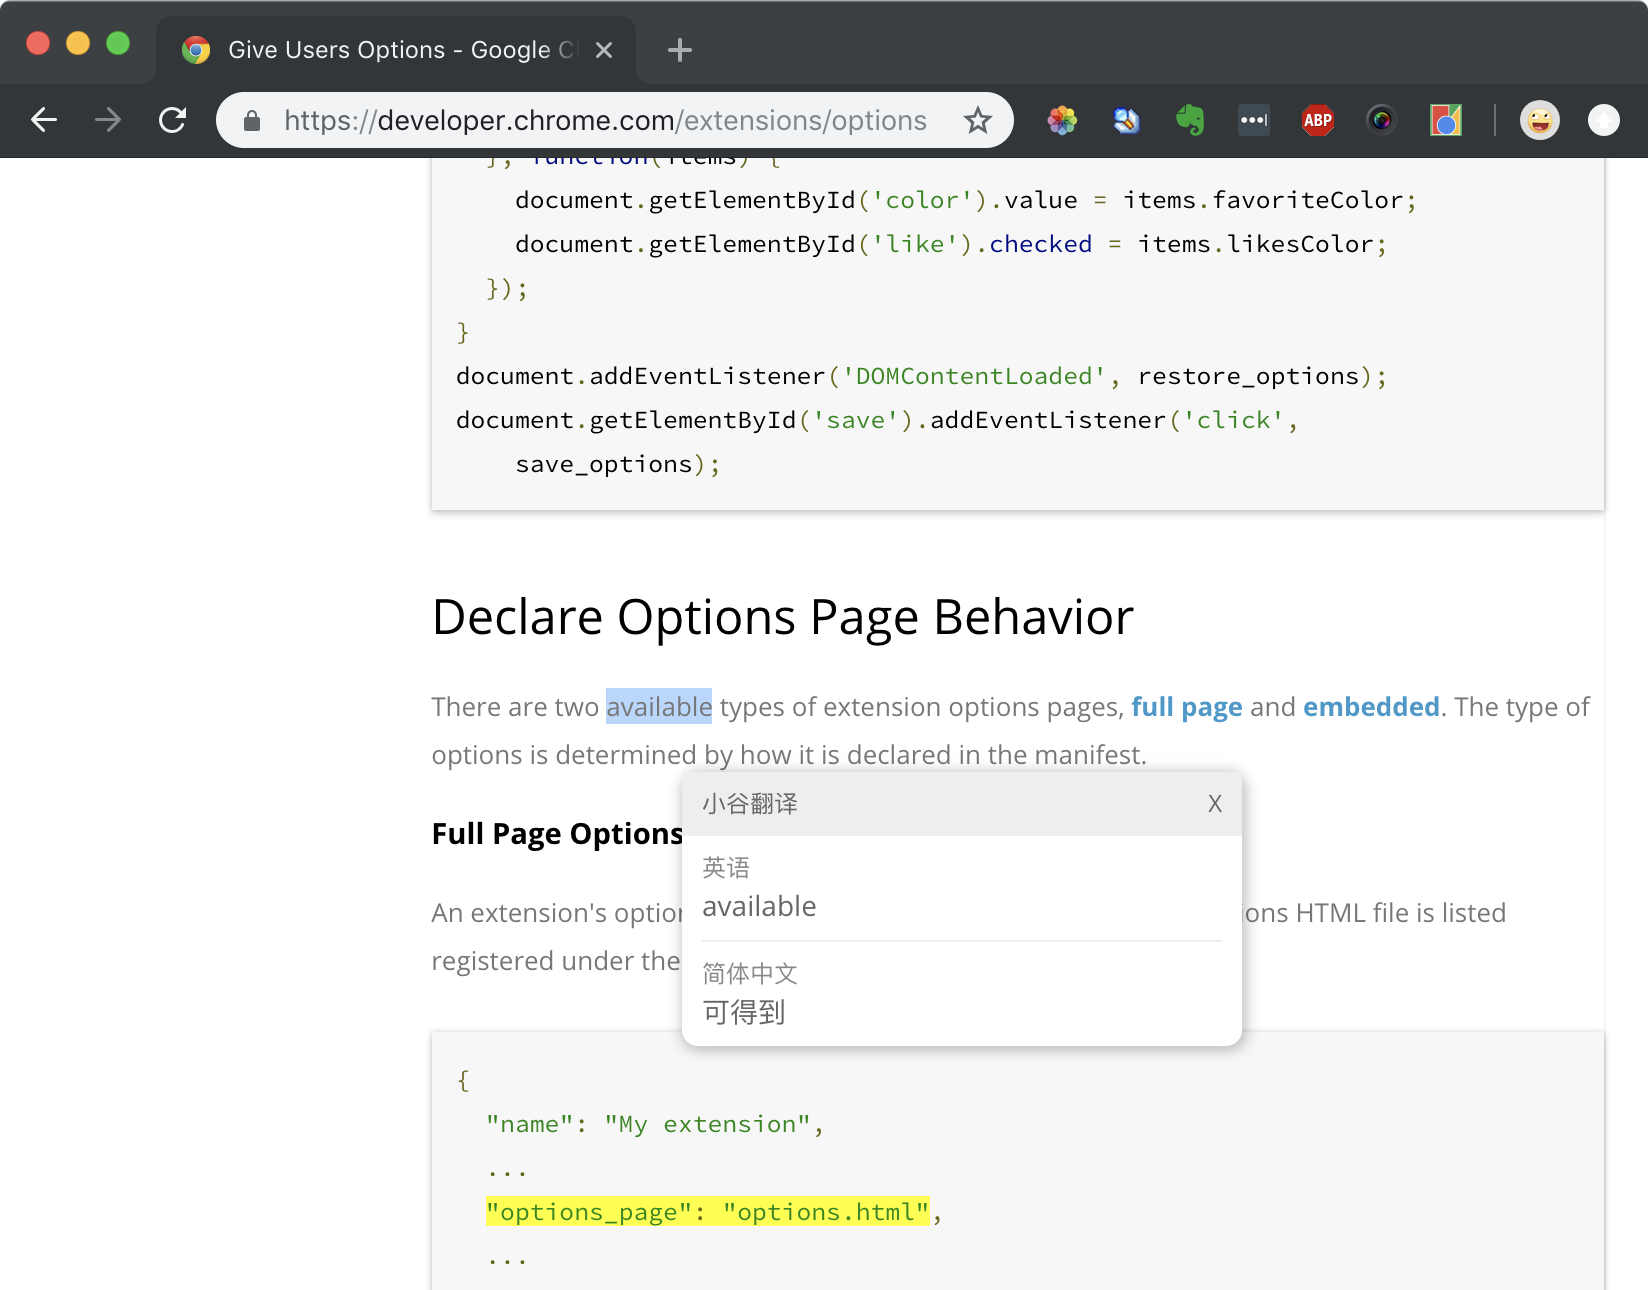 Give Users Options - Google C
https://developer.chrome.com/extensions/options
ABP
}, function(items) {
document.getElementById('color').value = items.favoriteColor;
document.getElementById('like').checked = items.likesColor;
});
}
document.addEventListener('DOMContentLoaded', restore_options);
document.getElementById('save').addEventListener('click',
save_options);
Declare Options Page Behavior
There are two available types of extension options pages, full page and embedded. The type of
options is determined by how it is declared in the manifest.
Full Page Options
An extension's option
ions HTML file is listed
registered under the
小谷翻译 X
英语
available
简体中文
可得到
{
"name": "My extension",
...
"options_page": "options.html",
...